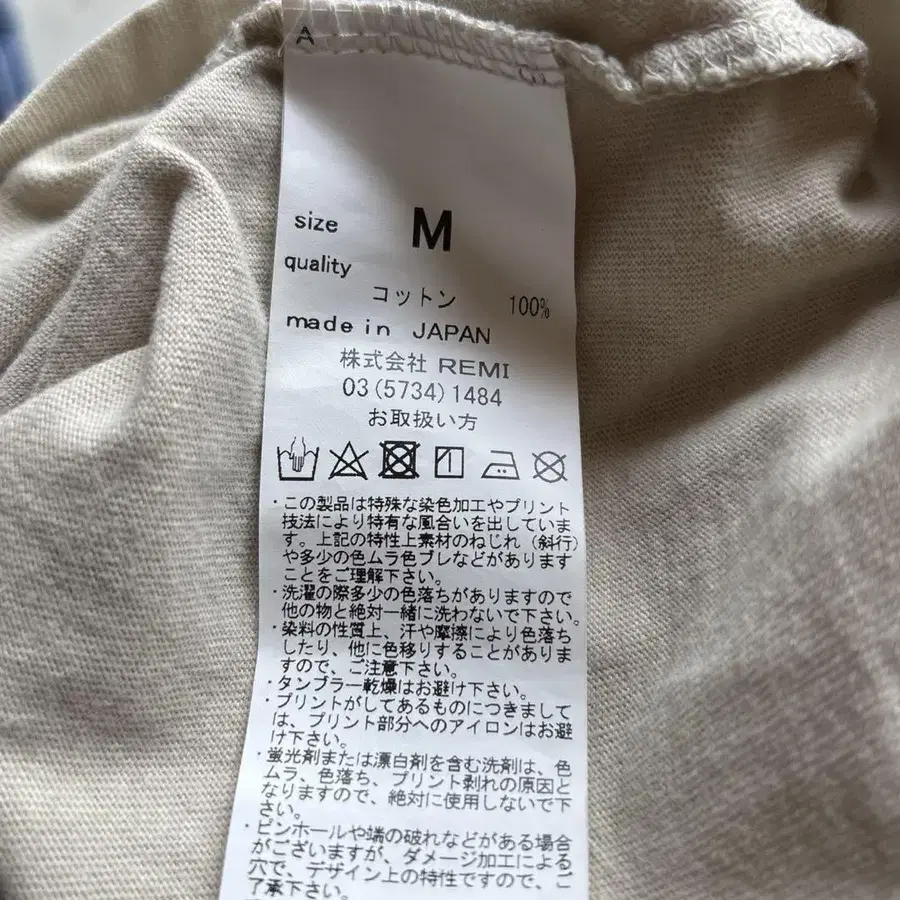 A
size M
quality
コットン 100%
made in JAPAN
株式会社 REMI
03(5734)1484
お取扱い方
・この製品は特殊な染色加工やプリント
技法により特有な風合いを出していま
す。上記の特性上素材のねじれ（斜行）
や多少の色ムラ色ブレなどがあります
ことをご理解下さい。
・洗濯の際多少の色落ちがありますので
他の物と絶対一緒に洗わないで下さい。
・染料の性質上、汗や摩擦により色落ち
したり、他に色移りすることがありま
すので、ご注意下さい。
・タンブラー乾燥はお避け下さい。
・プリントがしてあるものにつきまして
は、プリント部分へのアイロンはお避
け下さい。
・蛍光剤または漂白剤を含む洗剤は、色
ムラ、色落ち、プリント剥れの原因と
なりますので、絶対に使用しないで下
さい。
・ピンホールや端の破れなどがある場合
がございますが、ダメージ加工による
穴で、デザイン上の特性ですので、ご
了承下さい。